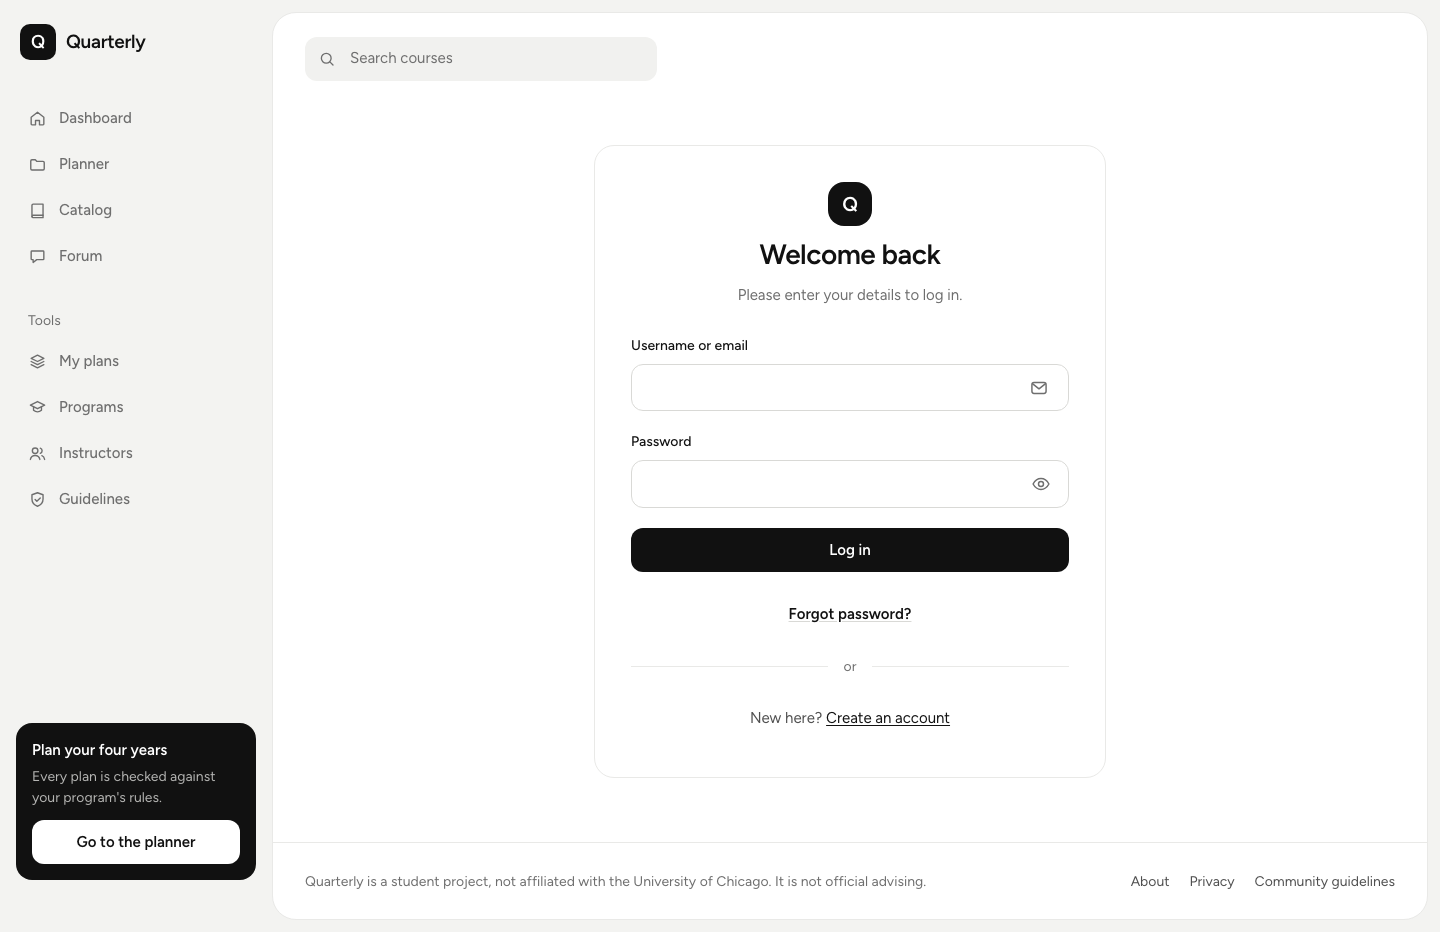 Q Quarterly
Search courses
Dashboard
Planner
Catalog
Forum
Tools
My plans
Programs
Instructors
Guidelines
Plan your four years
Every plan is checked against
your program's rules.
Go to the planner
Q
Welcome back
Please enter your details to log in.
Username or email
Password
Log in
Forgot password?
or
New here? Create an account
Quarterly is a student project, not affiliated with the University of Chicago. It is not official advising.
About Privacy Community guidelines